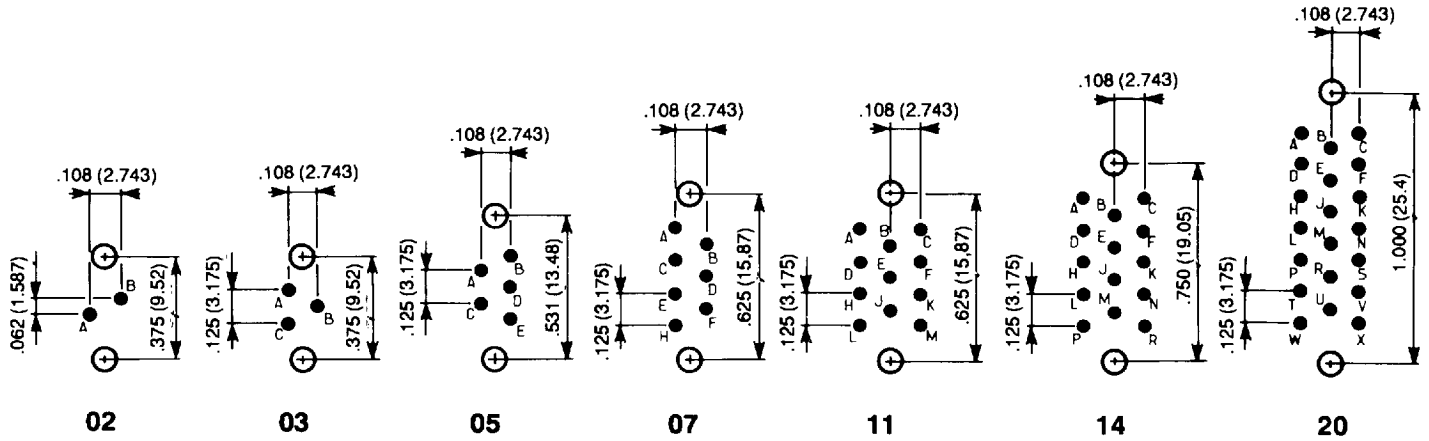 .108 (2.743)
.062 (1.587)
A
B
.375 (9.52)
02
.108 (2.743)
.125 (3.175)
A
B
C
.375 (9.52)
03
.108 (2.743)
.125 (3.175)
B
A
D
C
E
.531 (13.48)
05
.108 (2.743)
.125 (3.175)
A
B
C
D
E
F
H
.625 (15,87)
07
.108 (2.743)
.125 (3.175)
A B C
D E F
H J K
L M
.625 (15,87)
11
.108 (2.743)
.125 (3.175)
A B C
D E F
H J K
L M N
P R
.750 (19.05)
14
.108 (2.743)
.125 (3.175)
A B C
D E F
H J K
L M N
P R S
T U V
W X
1.000 (25.4)
20